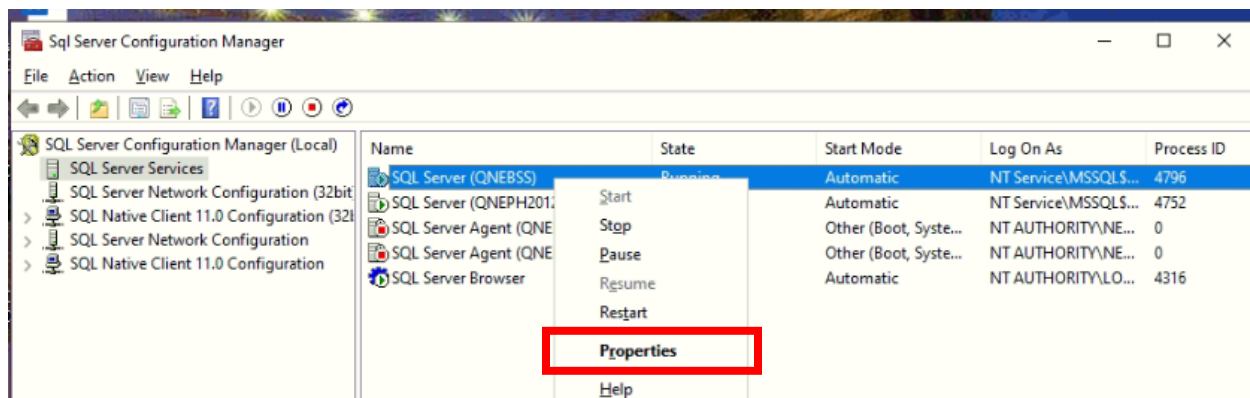 Sql Server Configuration Manager
File Action View Help
SQL Server Configuration Manager (Local)
SQL Server Services
SQL Server Network Configuration (32bit
SQL Native Client 11.0 Configuration (32
SQL Server Network Configuration
SQL Native Client 11.0 Configuration
Name State Start Mode Log On As Process ID
SQL Server (QNEBSS) Running Automatic NT Service\MSSQL$... 4796
SQL Server (QNEPH2012 Automatic NT Service\MSSQL$... 4752
SQL Server Agent (QNE Other (Boot, Syste... NT AUTHORITY\NE... 0
SQL Server Agent (QNE Other (Boot, Syste... NT AUTHORITY\NE... 0
SQL Server Browser Automatic NT AUTHORITY\LO... 4316
Start
Stop
Pause
Resume
Restart
Properties
Help